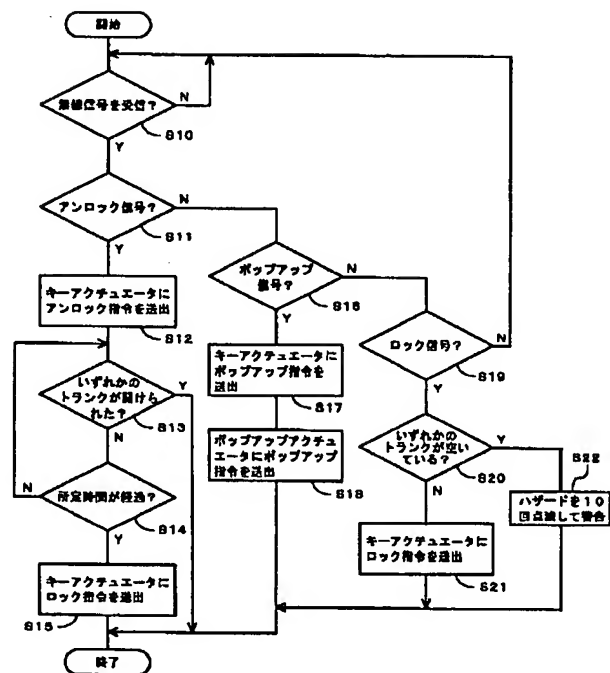 開始
無線信号を受信?
N
S10
Y
アンロック信号?
N
S11
Y
キーアクチュエータに
アンロック指令を送出
S12
いずれかの
トランクが開けら
れた?
Y
S13
N
所定時間が経過?
N
S14
Y
キーアクチュエータに
ロック指令を送出
S15
終了
ポップアップ
信号?
N
S16
Y
キーアクチュエータに
ポップアップ指令を
送出
S17
ポップアップアクチュ
エータにポップアップ
指令を送出
S18
ロック信号?
N
S19
Y
いずれかの
トランクが空いて
いる?
Y
S20
N
キーアクチュエータに
ロック指令を送出
S21
S22
ハザードを10
回点滅して警告